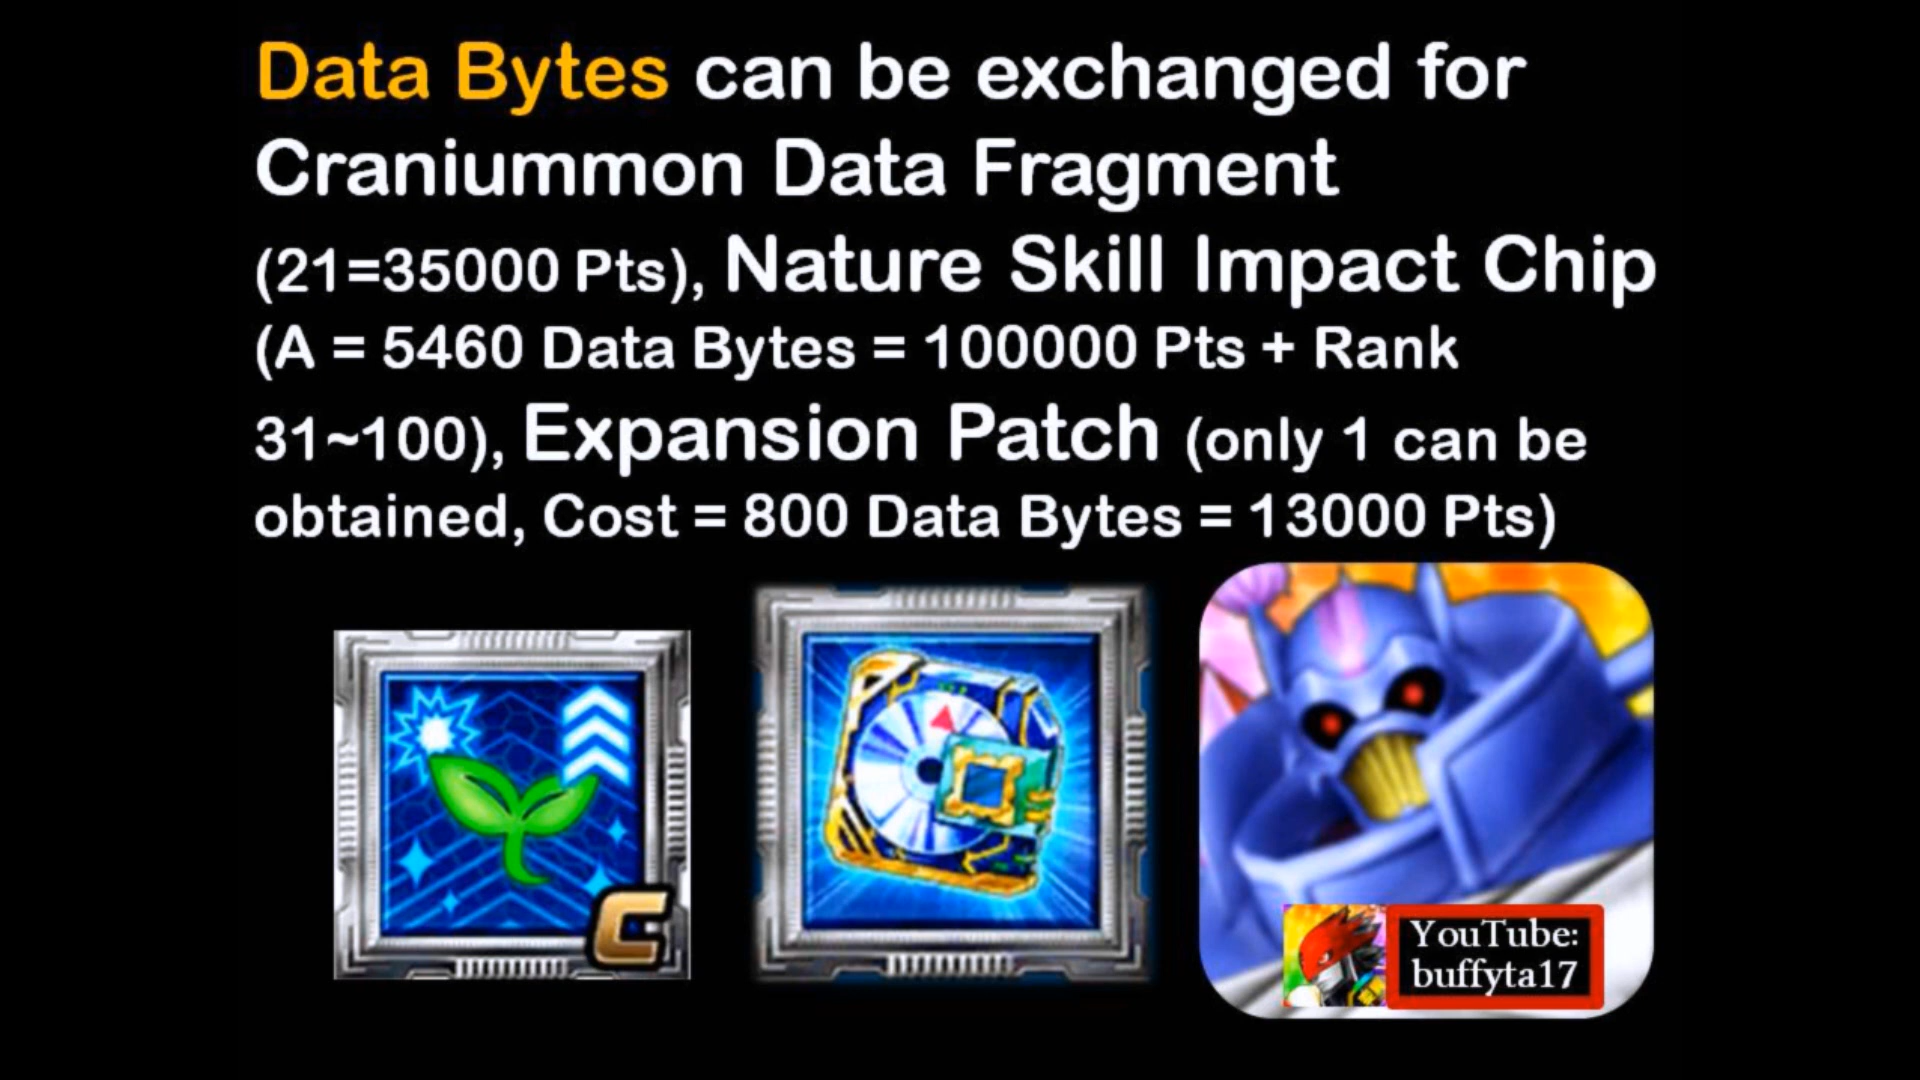 Data Bytes can be exchanged for
Craniummon Data Fragment
(21=35000 Pts), Nature Skill Impact Chip
(A = 5460 Data Bytes = 100000 Pts + Rank
31~100), Expansion Patch (only 1 can be
obtained, Cost = 800 Data Bytes = 13000 Pts)
C
YouTube:
buffyta17